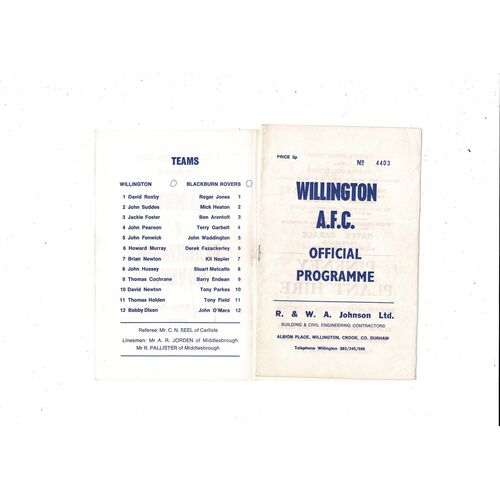 TEAMS
WILLINGTON BLACKBURN ROVERS
1 David Roxby Roger Jones 1
2 John Suddes Mick Heaton 2
3 Jackie Foster Ben Arentoft 3
4 John Pearson Terry Garbett 4
5 John Fenwick John Waddington 5
6 Howard Murray Derek Fazackerley 6
7 Brian Newton Kit Napier 7
8 John Hussey Stuart Metcalfe 8
9 Thomas Cochrane Barry Endean 9
10 David Newton Tony Parkes 10
11 Thomas Holden Tony Field 11
12 Bobby Dixon John O'Mara 12
Referee: Mr. C. N. SEEL of Carlisle
Linesmen: Mr A. R. JORDEN of Middlesbrough
Mr R. PALLISTER of Middlesbrough
PRICE 5p Nº 4403
WILLINGTON
A.F.C.
OFFICIAL
PROGRAMME
R. & W. A. Johnson Ltd.
BUILDING & CIVIL ENGINEERING CONTRACTORS
ALBION PLACE, WILLINGTON, CROOK, CO. DURHAM
Telephone Willington 365/345/596